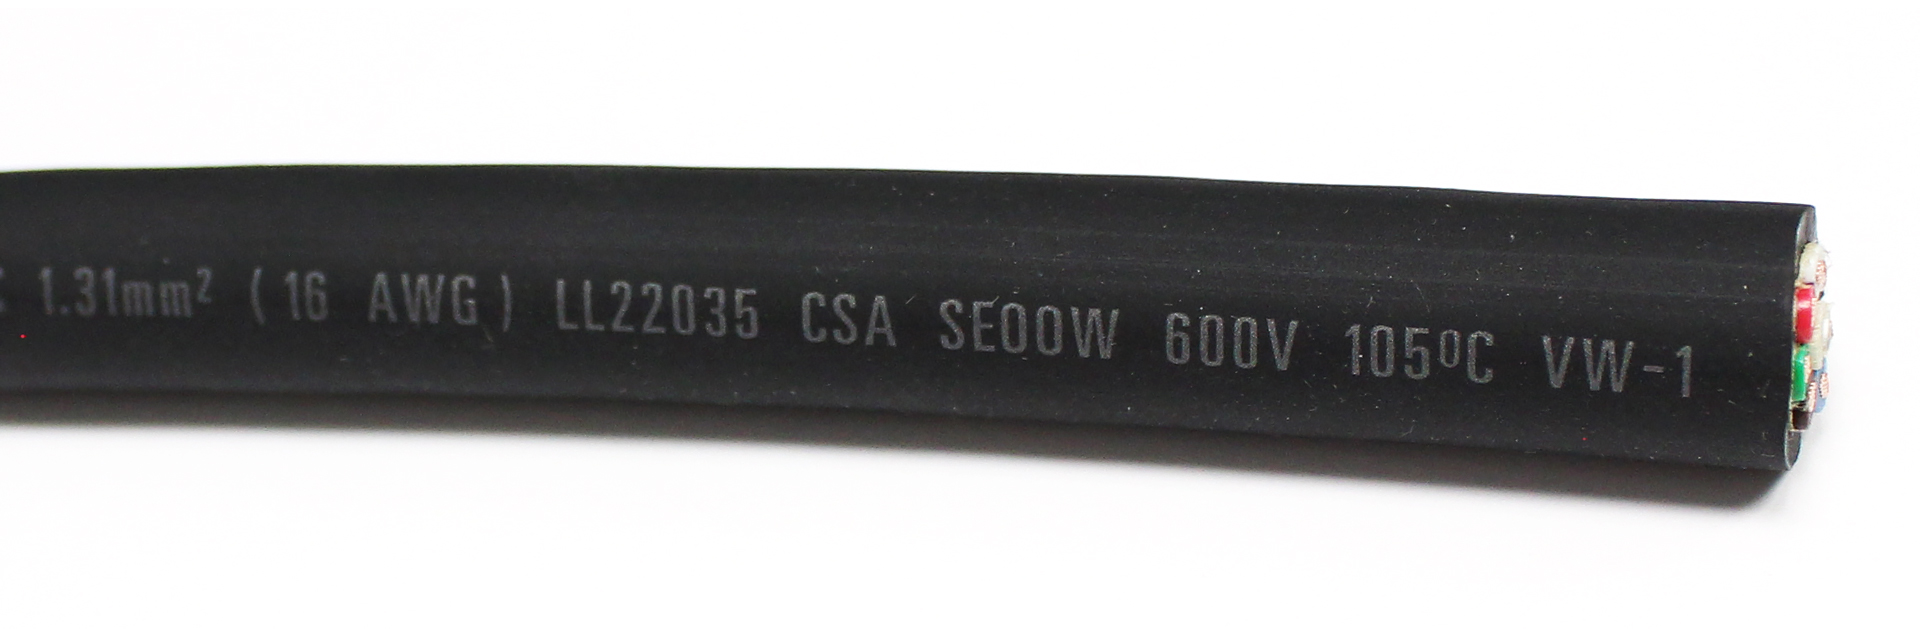 1.31mm² (16 AWG) LL22035 CSA SEOOW 600V 105ºC VW-1